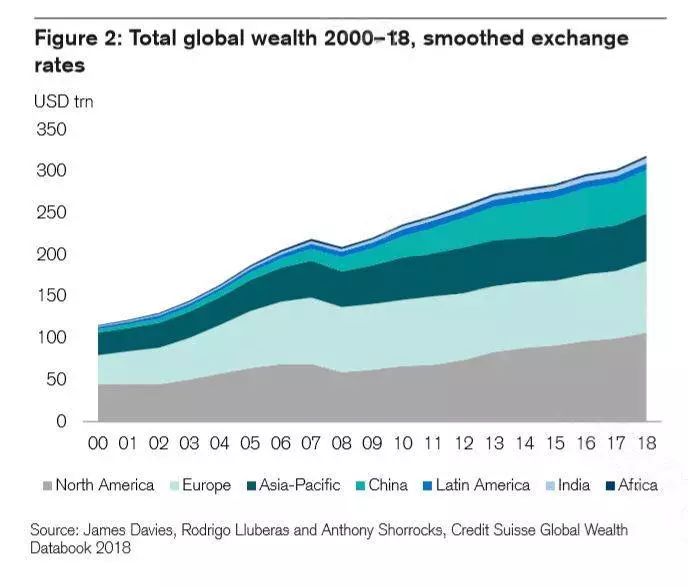 Figure 2: Total global wealth 2000–18, smoothed exchange
rates
USD trn
350
300
250
200
150
100
50
0
00 01 02 03 04 05 06 07 08 09 10 11 12 13 14 15 16 17 18
North America Europe Asia-Pacific China Latin America India Africa
Source: James Davies, Rodrigo Lluberas and Anthony Shorrocks, Credit Suisse Global Wealth
Databook 2018